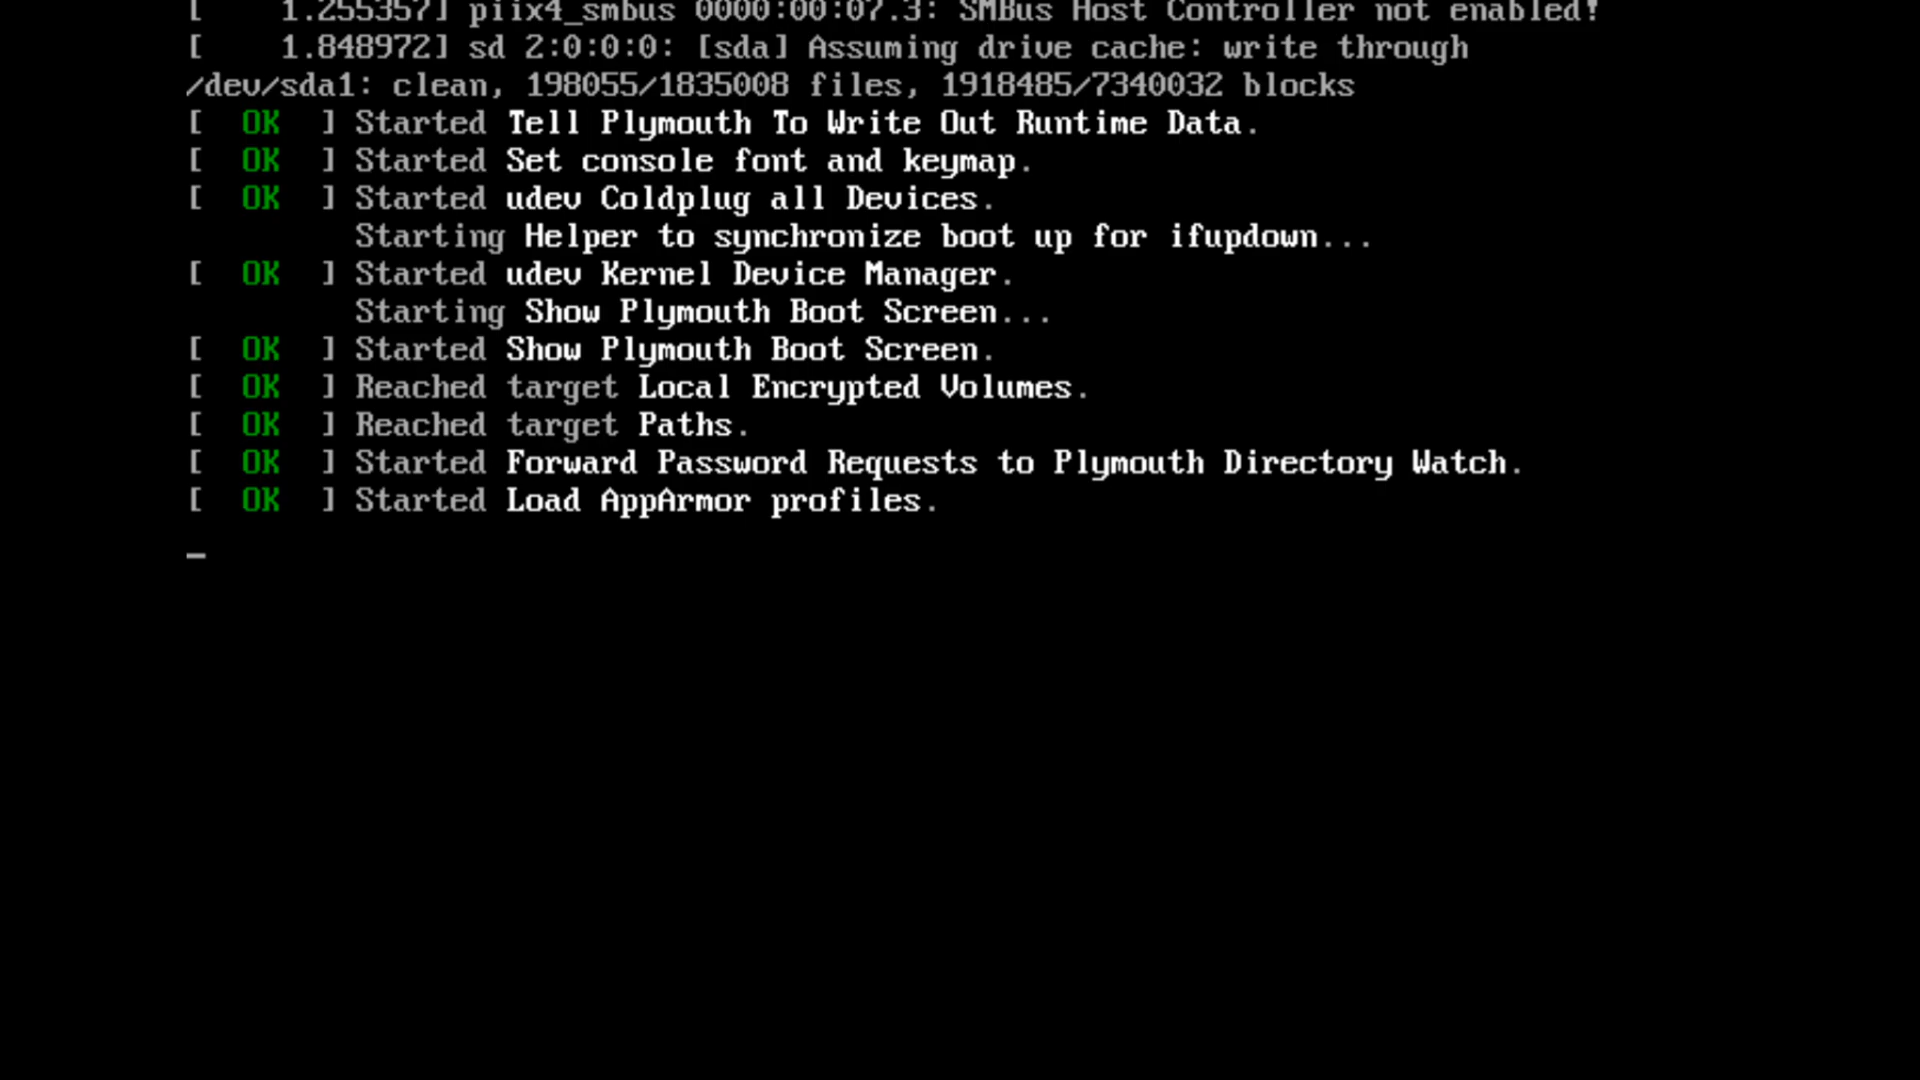 [    1.255357] piix4_smbus 0000:00:07.3: SMBus Host Controller not enabled!
[    1.848972] sd 2:0:0:0: [sda] Assuming drive cache: write through
/dev/sda1: clean, 198055/1835008 files, 1918485/7340032 blocks
[  OK  ] Started Tell Plymouth To Write Out Runtime Data.
[  OK  ] Started Set console font and keymap.
[  OK  ] Started udev Coldplug all Devices.
         Starting Helper to synchronize boot up for ifupdown...
[  OK  ] Started udev Kernel Device Manager.
         Starting Show Plymouth Boot Screen...
[  OK  ] Started Show Plymouth Boot Screen.
[  OK  ] Reached target Local Encrypted Volumes.
[  OK  ] Reached target Paths.
[  OK  ] Started Forward Password Requests to Plymouth Directory Watch.
[  OK  ] Started Load AppArmor profiles.
_